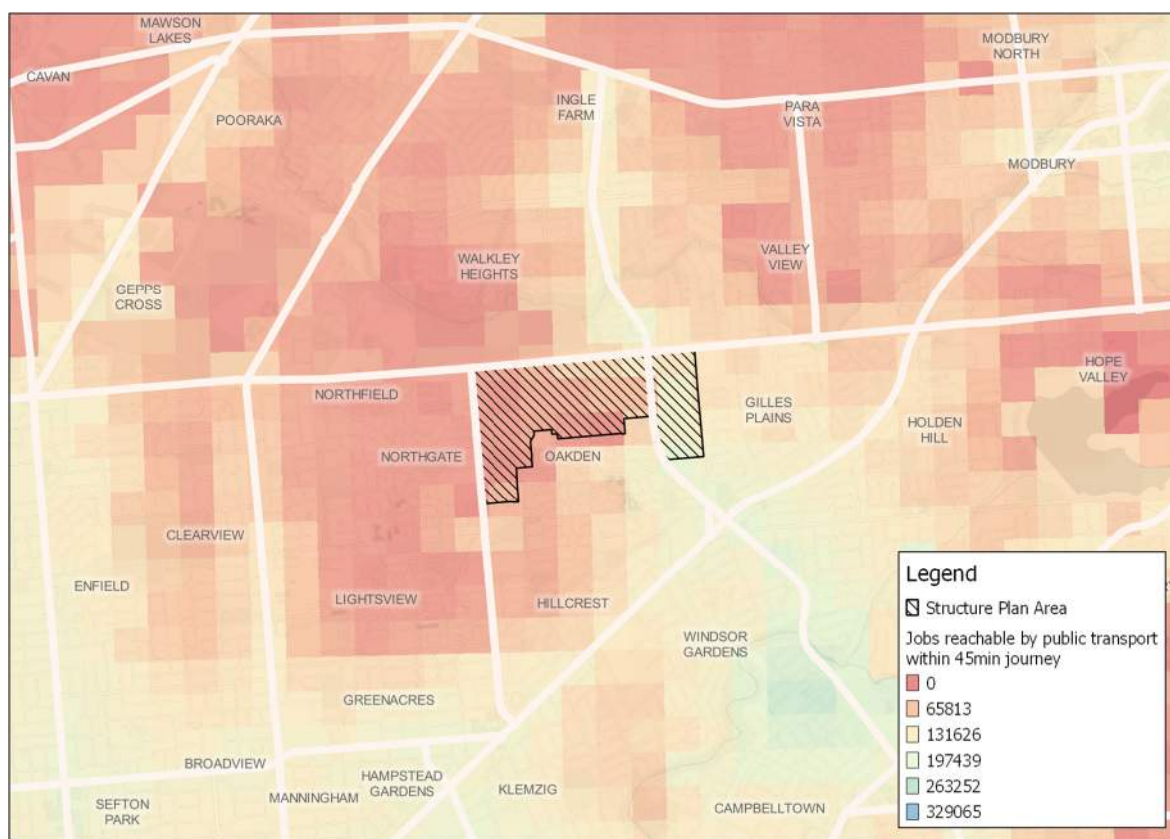 MAWSON
LAKES
MODBURY
NORTH
CAVAN
INGLE
FARM
PARA
VISTA
POORAKA
MODBURY
WALKLEY
HEIGHTS
VALLEY
VIEW
GEPPS
CROSS
HOPE
VALLEY
NORTHFIELD
GILLES
PLAINS
HOLDEN
HILL
NORTHGATE
OAKDEN
CLEARVIEW
ENFIELD
LIGHTSVIEW
HILLCREST
WINDSOR
GARDENS
GREENACRES
BROADVIEW
HAMPSTEAD
GARDENS
KLEMZIG
MANNINGHAM
SEFTON
PARK
CAMPBELLTOWN
Legend
Structure Plan Area
Jobs reachable by public transport
within 45min journey
0
65813
131626
197439
263252
329065